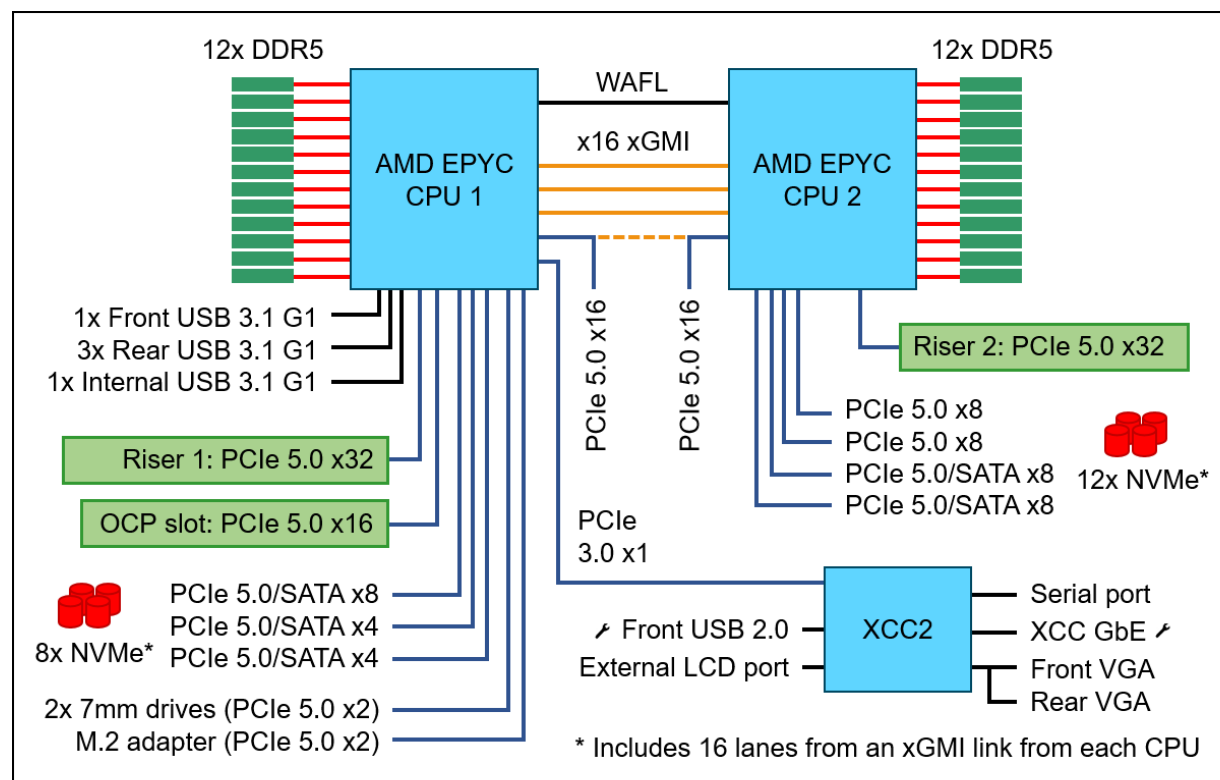 12x DDR5
12x DDR5
WAFL
x16 xGMI
AMD EPYC
CPU 1
AMD EPYC
CPU 2
1x Front USB 3.1 G1
3x Rear USB 3.1 G1
1x Internal USB 3.1 G1
PCIe 5.0 x16
PCIe 5.0 x16
Riser 2: PCIe 5.0 x32
Riser 1: PCIe 5.0 x32
OCP slot: PCIe 5.0 x16
PCIe 5.0 x8
PCIe 5.0 x8
PCIe 5.0/SATA x8
PCIe 5.0/SATA x8
12x NVMe*
PCIe
3.0 x1
PCIe 5.0/SATA x8
PCIe 5.0/SATA x4
PCIe 5.0/SATA x4
8x NVMe*
2x 7mm drives (PCIe 5.0 x2)
M.2 adapter (PCIe 5.0 x2)
Front USB 2.0
External LCD port
XCC2
Serial port
XCC GbE
Front VGA
Rear VGA
* Includes 16 lanes from an xGMI link from each CPU